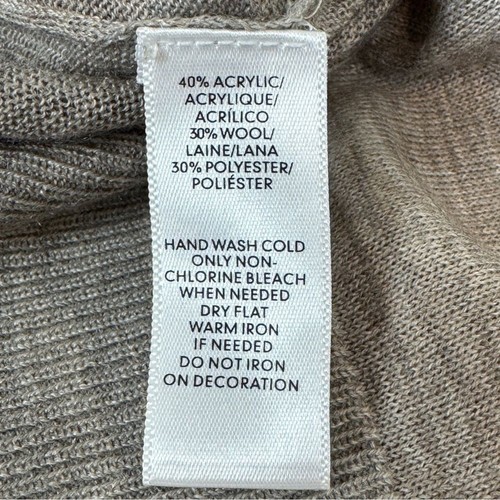 40% ACRYLIC/
ACRYLIQUE/
ACRÍLICO
30% WOOL/
LAINE/LANA
30% POLYESTER/
POLIÉSTER
HAND WASH COLD
ONLY NON-
CHLORINE BLEACH
WHEN NEEDED
DRY FLAT
WARM IRON
IF NEEDED
DO NOT IRON
ON DECORATION